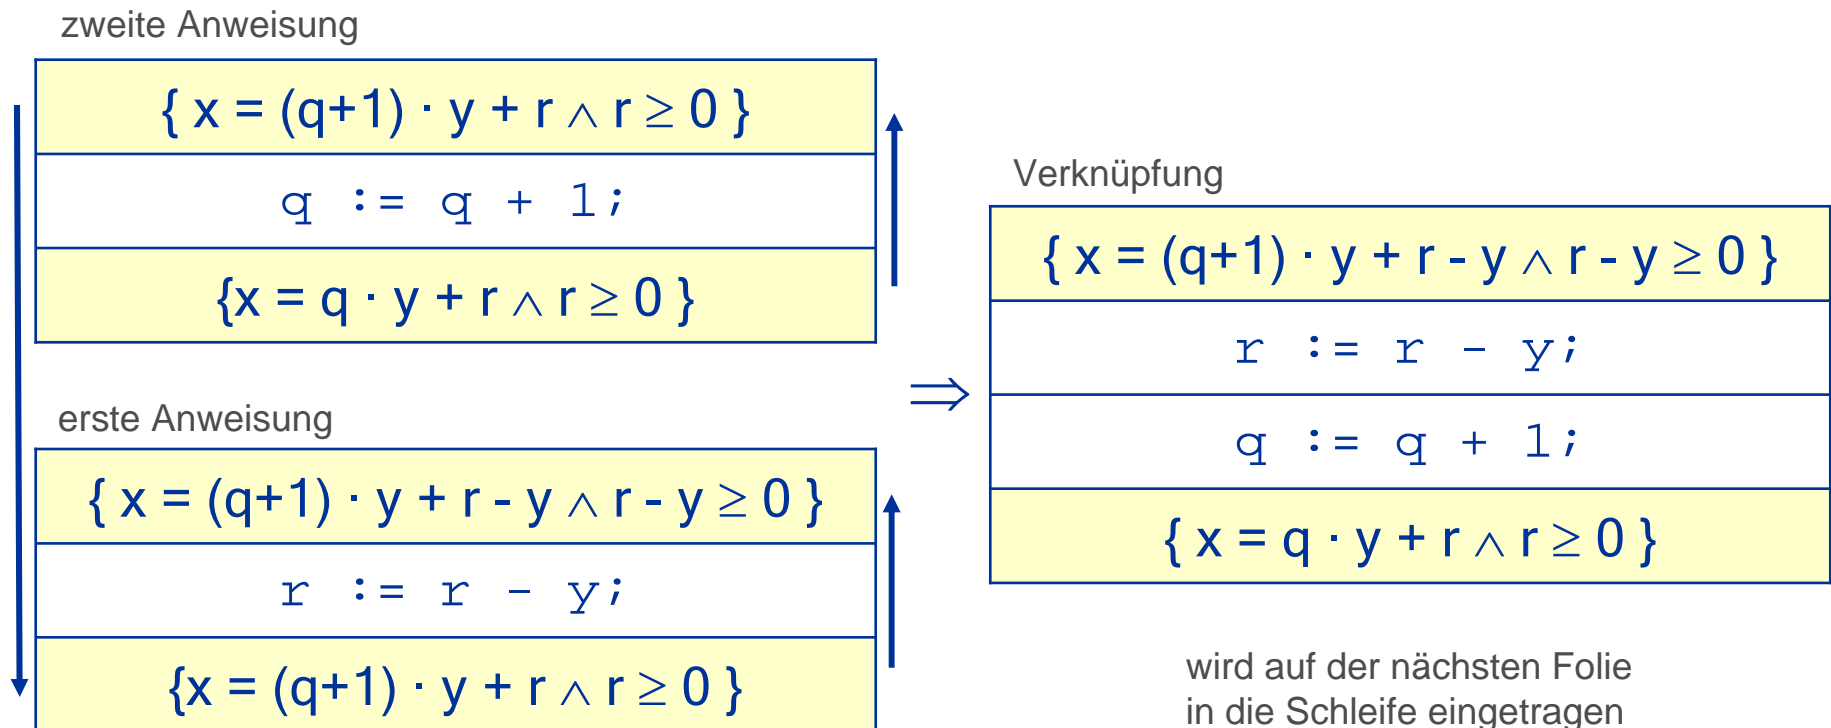 zweite Anweisung
{ x = (q+1) · y + r ∧ r ≥ 0 }
q := q + 1;
{x = q · y + r ∧ r ≥ 0 }
erste Anweisung
{ x = (q+1) · y + r - y ∧ r - y ≥ 0 }
r := r - y;
{x = (q+1) · y + r ∧ r ≥ 0 }
⇒
Verknüpfung
{ x = (q+1) · y + r - y ∧ r - y ≥ 0 }
r := r - y;
q := q + 1;
{ x = q · y + r ∧ r ≥ 0 }
wird auf der nächsten Folie
in die Schleife eingetragen